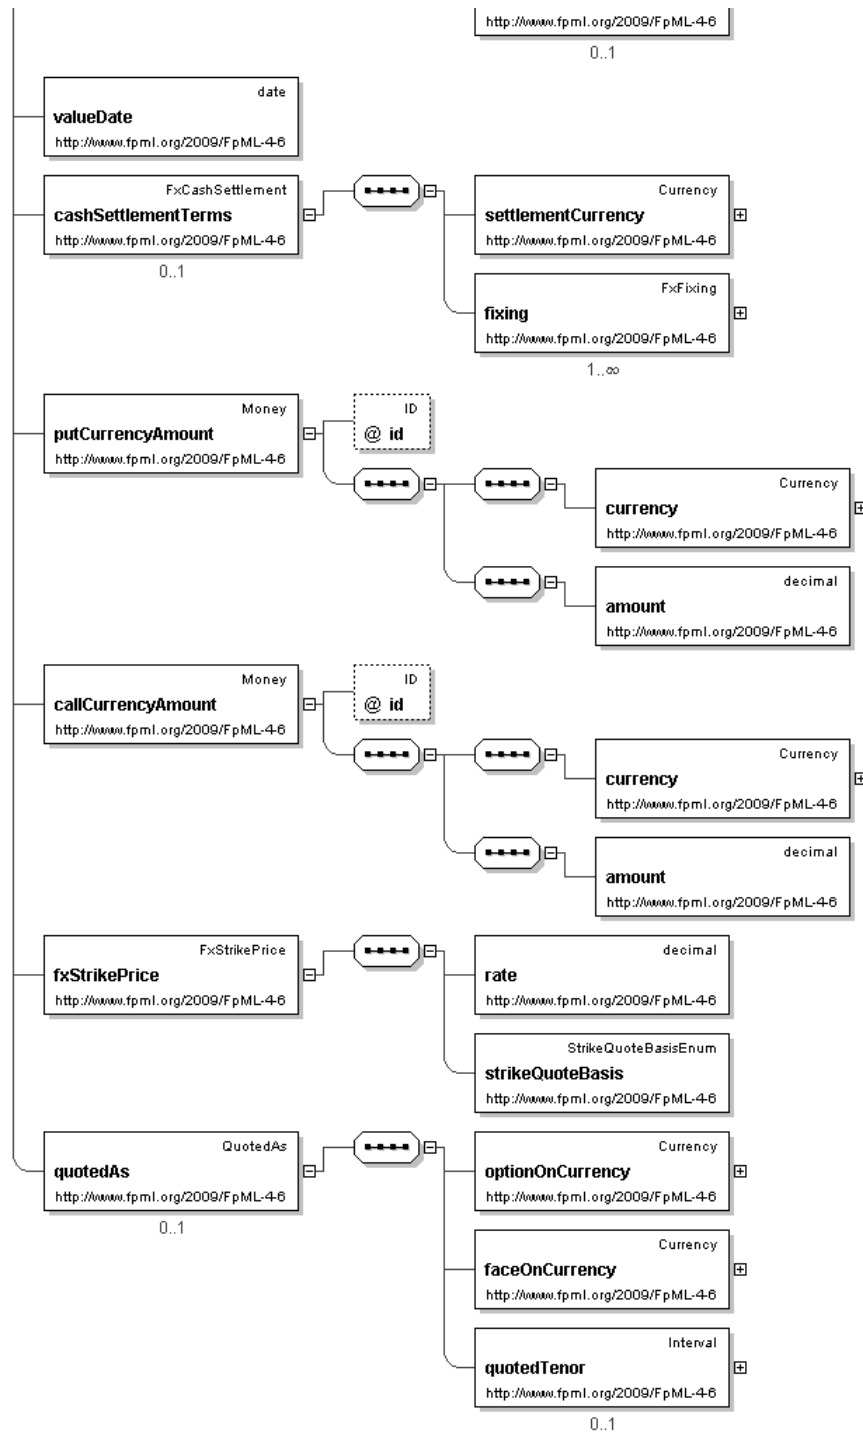 http://www.fpml.org/2009/FpML-4-6
0..1
date
valueDate
http://www.fpml.org/2009/FpML-4-6
FxCashSettlement
cashSettlementTerms
http://www.fpml.org/2009/FpML-4-6
0..1
Currency
settlementCurrency
http://www.fpml.org/2009/FpML-4-6
FxFixing
fixing
http://www.fpml.org/2009/FpML-4-6
1..∞
Money
putCurrencyAmount
http://www.fpml.org/2009/FpML-4-6
ID
@ id
Currency
currency
http://www.fpml.org/2009/FpML-4-6
decimal
amount
http://www.fpml.org/2009/FpML-4-6
Money
callCurrencyAmount
http://www.fpml.org/2009/FpML-4-6
ID
@ id
Currency
currency
http://www.fpml.org/2009/FpML-4-6
decimal
amount
http://www.fpml.org/2009/FpML-4-6
FxStrikePrice
fxStrikePrice
http://www.fpml.org/2009/FpML-4-6
decimal
rate
http://www.fpml.org/2009/FpML-4-6
StrikeQuoteBasisEnum
strikeQuoteBasis
http://www.fpml.org/2009/FpML-4-6
QuotedAs
quotedAs
http://www.fpml.org/2009/FpML-4-6
0..1
Currency
optionOnCurrency
http://www.fpml.org/2009/FpML-4-6
Currency
faceOnCurrency
http://www.fpml.org/2009/FpML-4-6
Interval
quotedTenor
http://www.fpml.org/2009/FpML-4-6
0..1